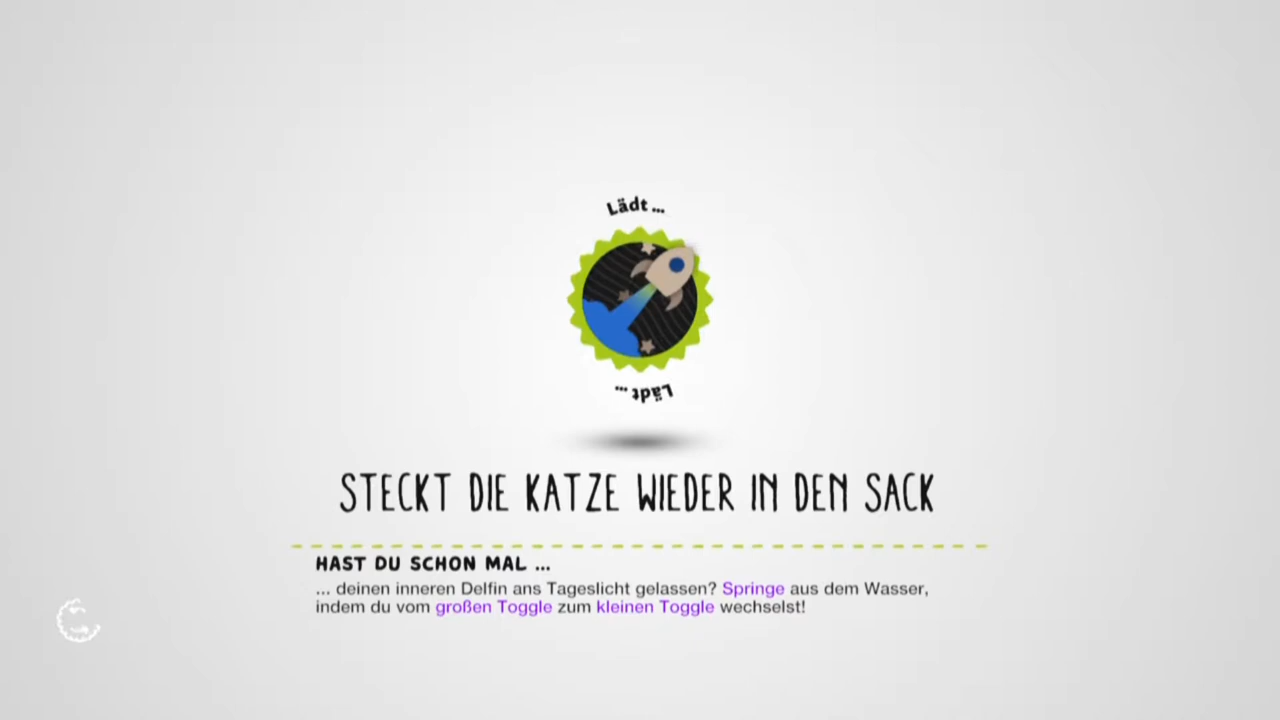 Lädt ...
Lädt ...
STECKT DIE KATZE WIEDER IN DEN SACK
HAST DU SCHON MAL ...
... deinen inneren Delfin ans Tageslicht gelassen? Springe aus dem Wasser,
indem du vom großen Toggle zum kleinen Toggle wechselst!